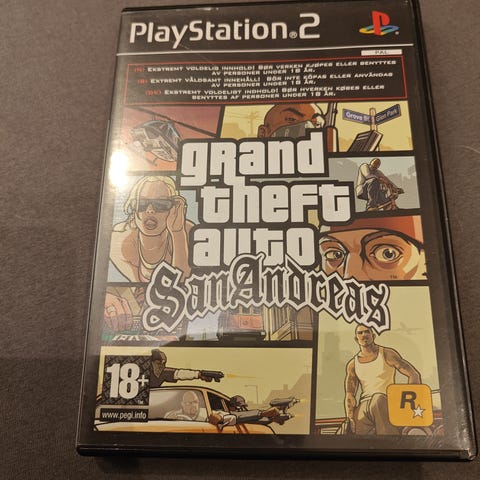 PlayStation®2
PAL
(N) EKSTREMT VOLDELIG INNHOLD! BØR VERKEN KJØPES ELLER BENYTTES
AV PERSONER UNDER 18 ÅR.
(S) EXTREMT VÅLDSAMT INNEHÅLL! BÖR INTE KÖPAS ELLER ANVÄNDAS
AV PERSONER UNDER 18 ÅR.
(DK) EKSTREMT VOLDELIGT INDHOLD! BØR HVERKEN KØBES ELLER
BENYTTES AF PERSONER UNDER 18 ÅR.
Grove St
Glen Park
grand
theft
auto
San Andreas
18+
www.pegi.info
R